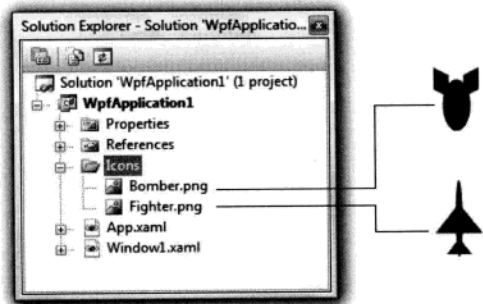 Solution Explorer - Solution 'WpfApplicatio...
Solution 'WpfApplication1' (1 project)
WpfApplication1
Properties
References
Icons
Bomber.png
Fighter.png
App.xaml
Window1.xaml